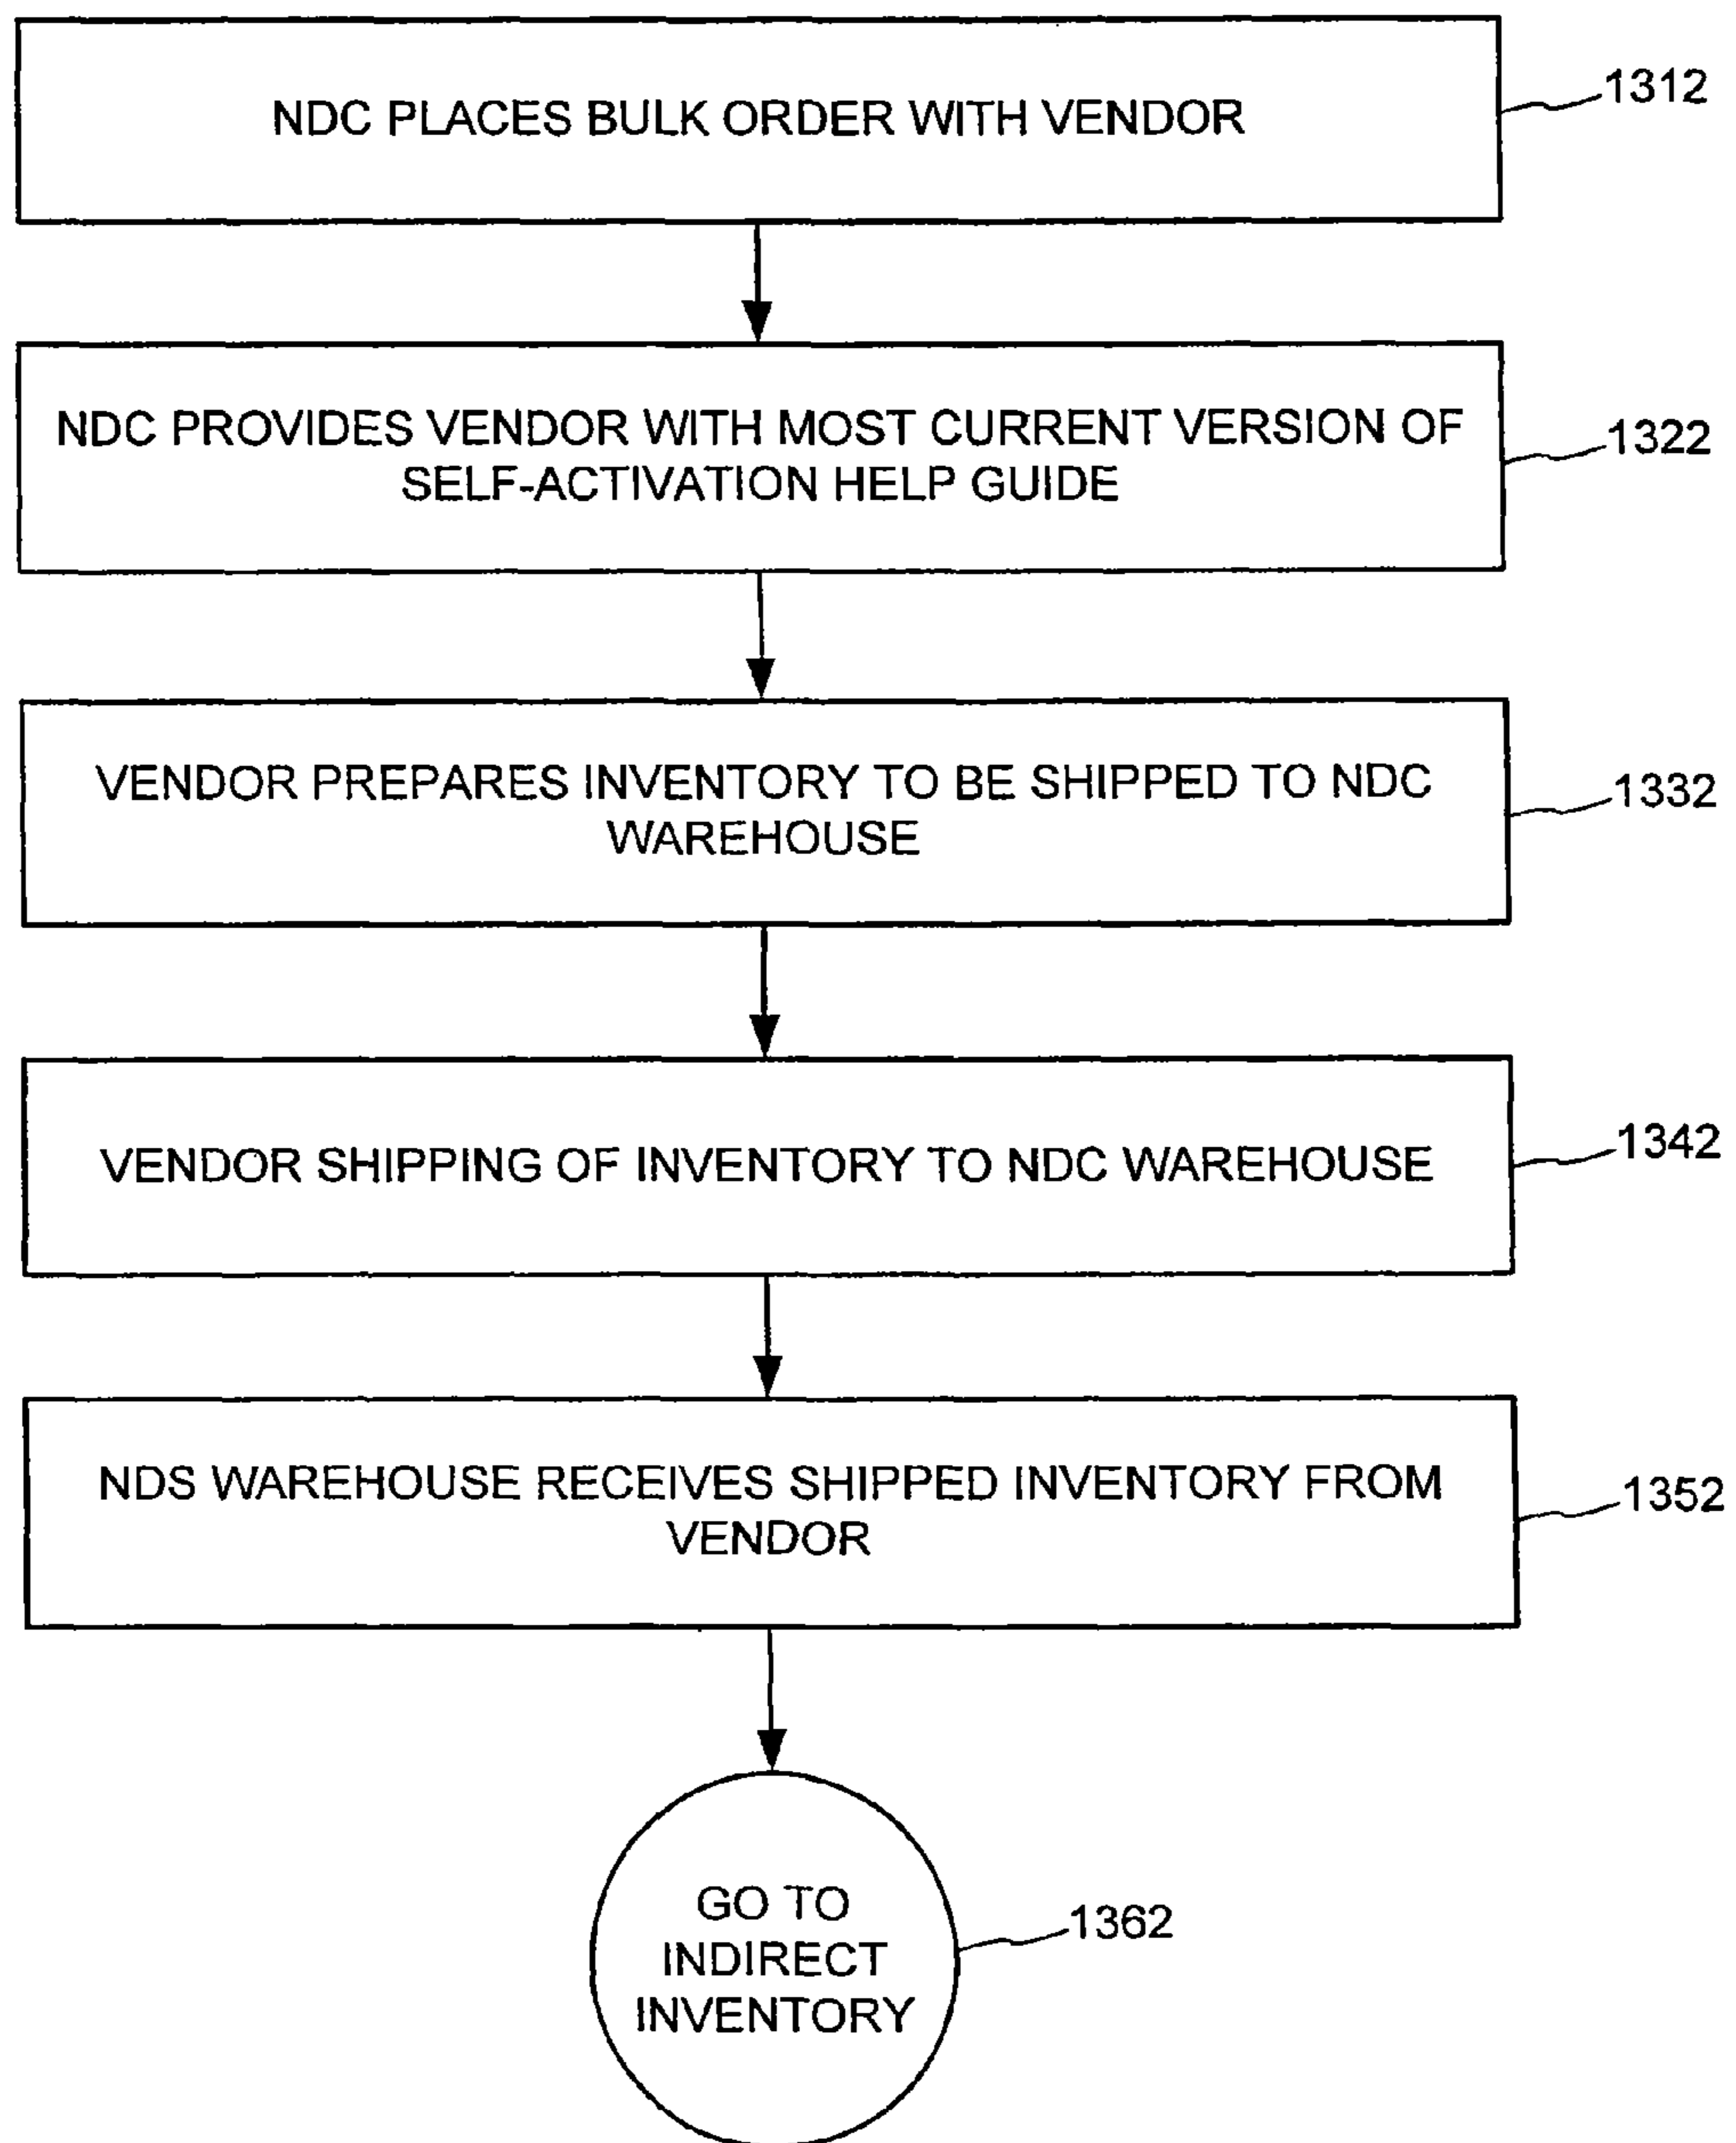 NDC PLACES BULK ORDER WITH VENDOR
1312
NDC PROVIDES VENDOR WITH MOST CURRENT VERSION OF
SELF-ACTIVATION HELP GUIDE
1322
VENDOR PREPARES INVENTORY TO BE SHIPPED TO NDC
WAREHOUSE
1332
VENDOR SHIPPING OF INVENTORY TO NDC WAREHOUSE
1342
NDS WAREHOUSE RECEIVES SHIPPED INVENTORY FROM
VENDOR
1352
GO TO
INDIRECT
INVENTORY
1362